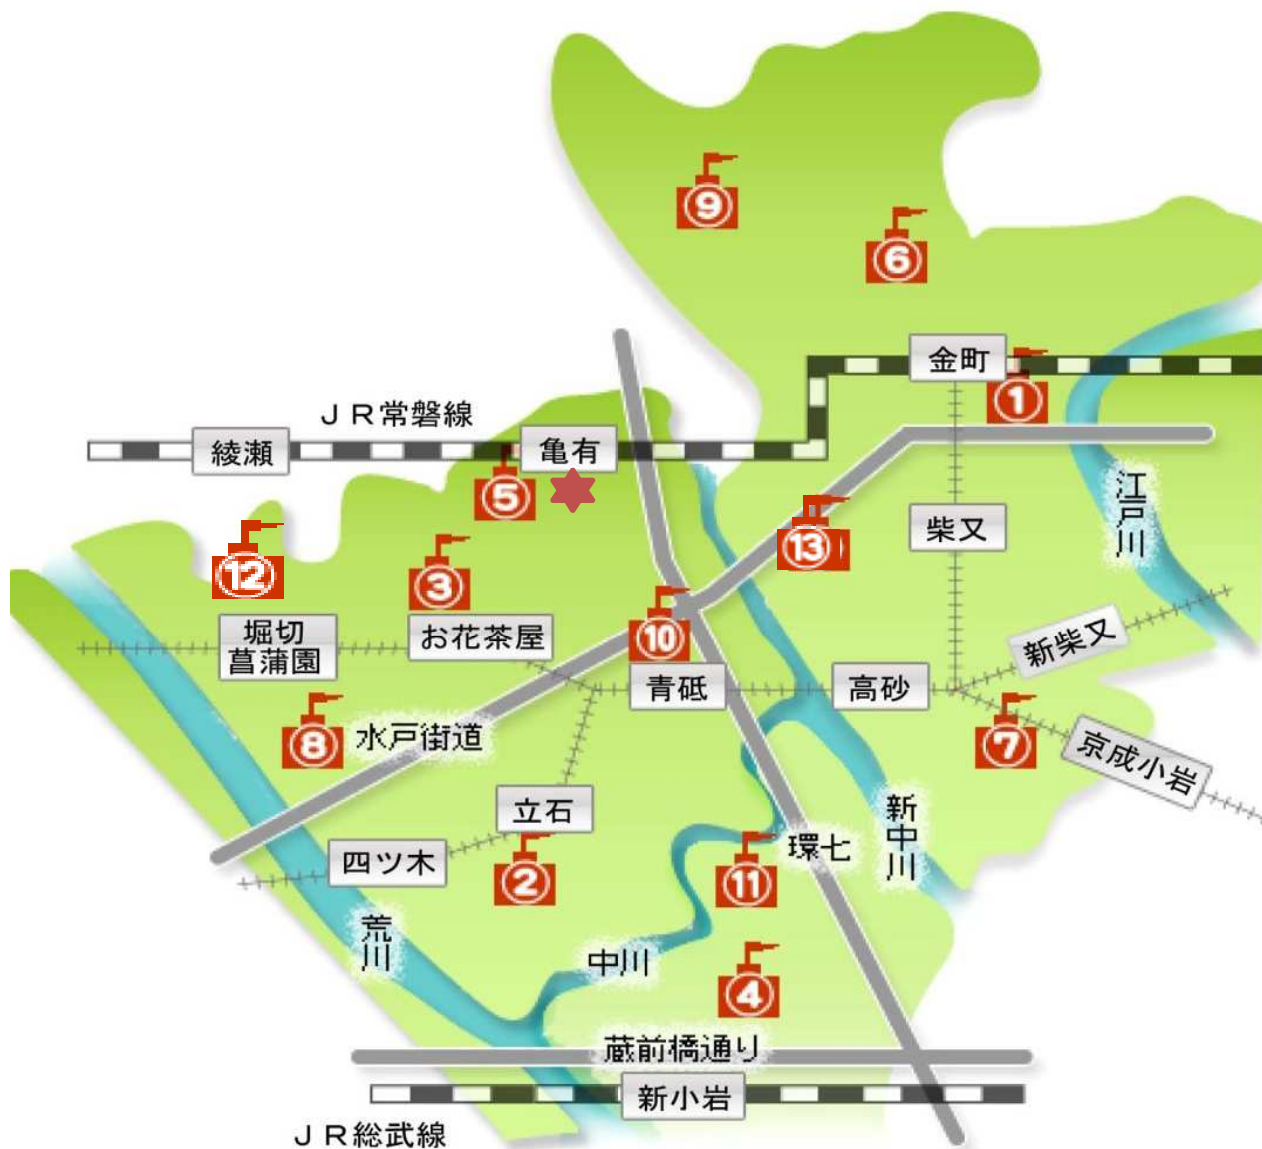 ⑨
⑥
金町
①
JR常磐線
綾瀬
亀有
⑤
江戸川
柴又
⑬
⑫
③
堀切
菖蒲園
お花茶屋
⑩
新柴又
青砥
高砂
⑧
水戸街道
⑦
京成小岩
立石
新中川
四ツ木
②
⑪
環七
荒川
中川
④
蔵前橋通り
新小岩
JR総武線